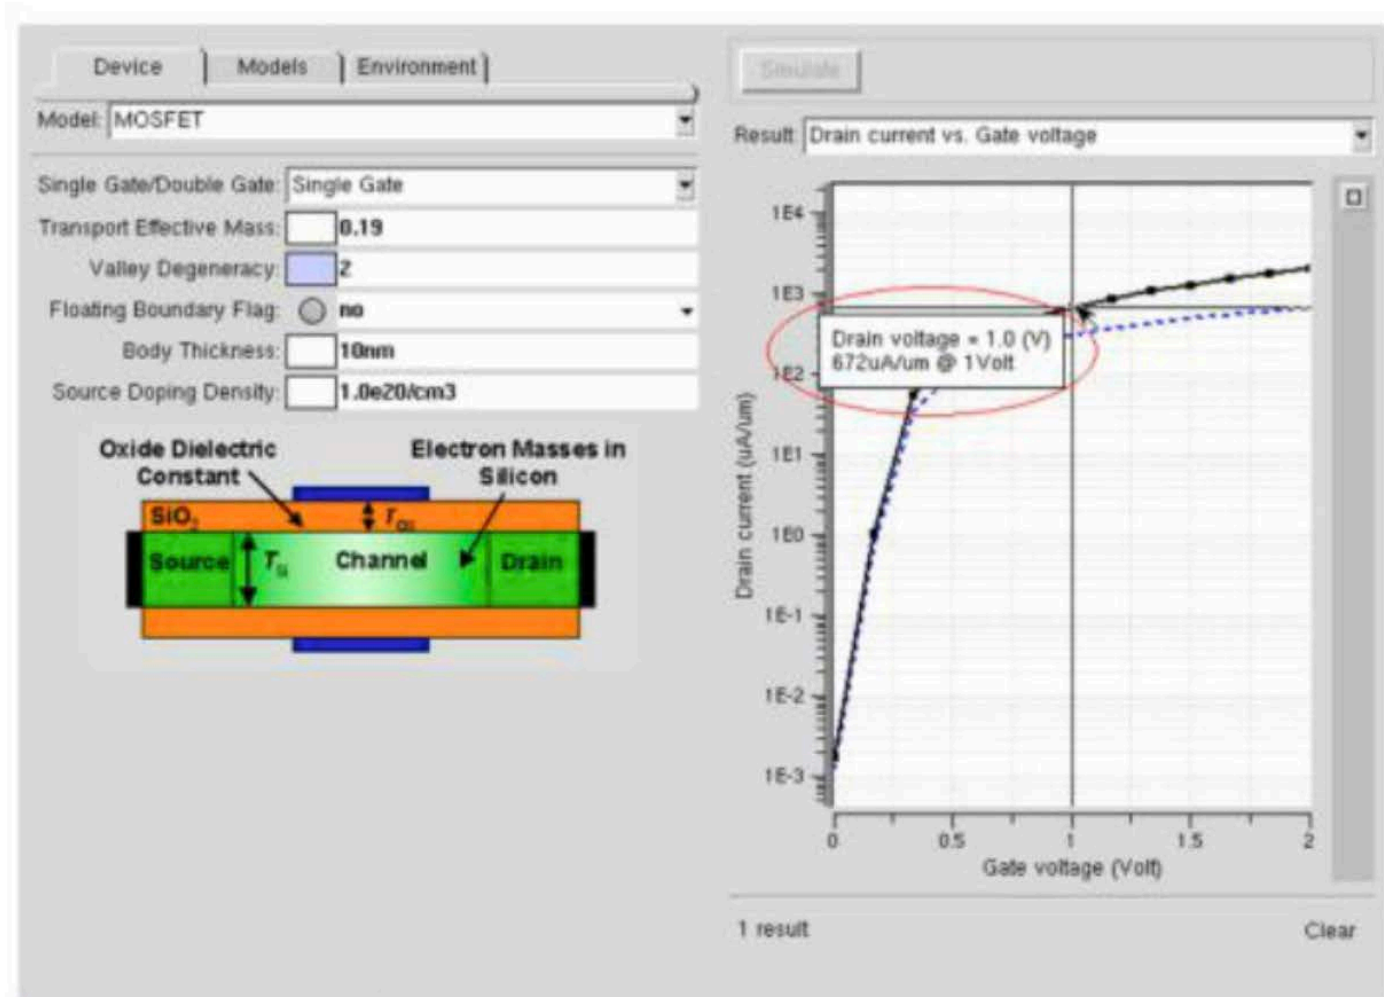 Device Models Environment
Model: MOSFET
Single Gate/Double Gate: Single Gate
Transport Effective Mass: 0.19
Valley Degeneracy: 2
Floating Boundary Flag: no
Body Thickness: 10nm
Source Doping Density: 1.0e20/cm3
Oxide Dielectric
Constant
Electron Masses in
Silicon
SiO2
Tox
Source
TSi
Channel
Drain
Simulate
Result: Drain current vs. Gate voltage
1E4
1E3
Drain voltage = 1.0 (V)
672uA/um @ 1Volt
1E2
1E1
1E0
1E-1
1E-2
1E-3
Drain current (uA/um)
0 0.5 1 1.5 2
Gate voltage (Volt)
1 result
Clear